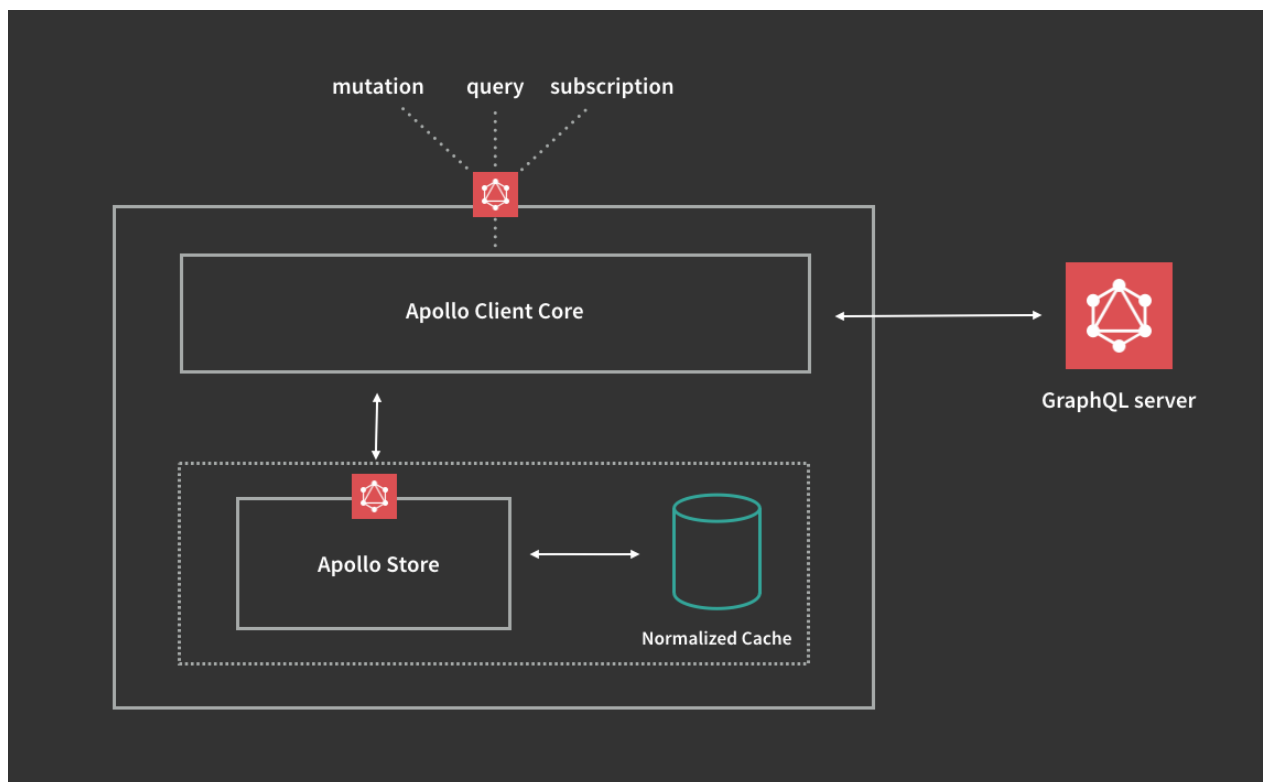 mutation query subscription
Apollo Client Core
GraphQL server
Apollo Store
Normalized Cache